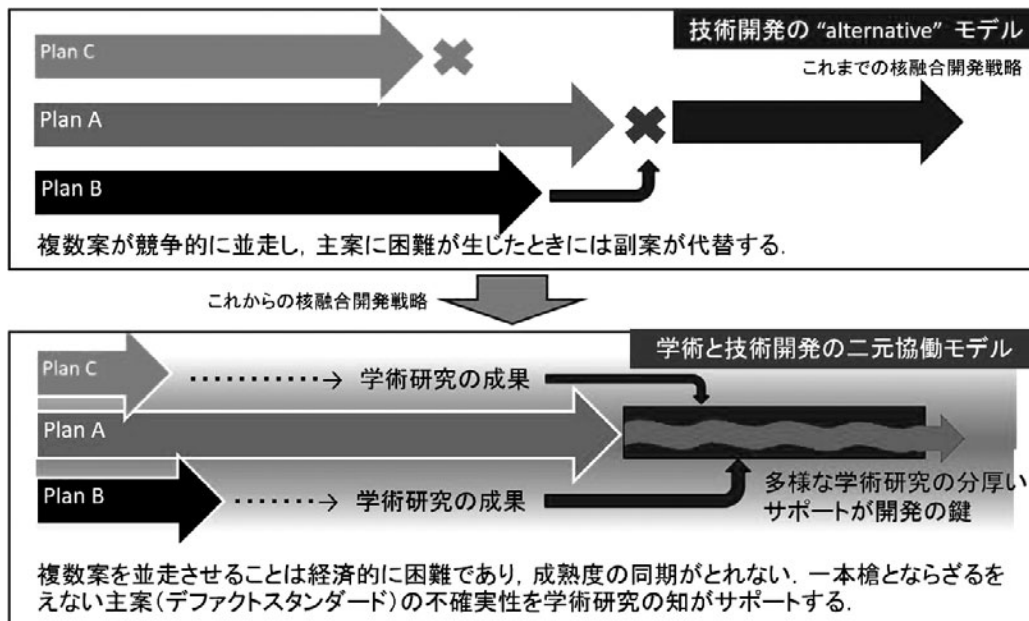 技術開発の “alternative” モデル
これまでの核融合開発戦略
Plan C
Plan A
Plan B
複数案が競争的に並走し，主案に困難が生じたときには副案が代替する．
これからの核融合開発戦略
学術と技術開発の二元協働モデル
Plan C
学術研究の成果
Plan A
Plan B
学術研究の成果
多様な学術研究の分厚い
サポートが開発の鍵
複数案を並走させることは経済的に困難であり，成熟度の同期がとれない．一本槍とならざるを
えない主案（デファクトスタンダード）の不確実性を学術研究の知がサポートする．